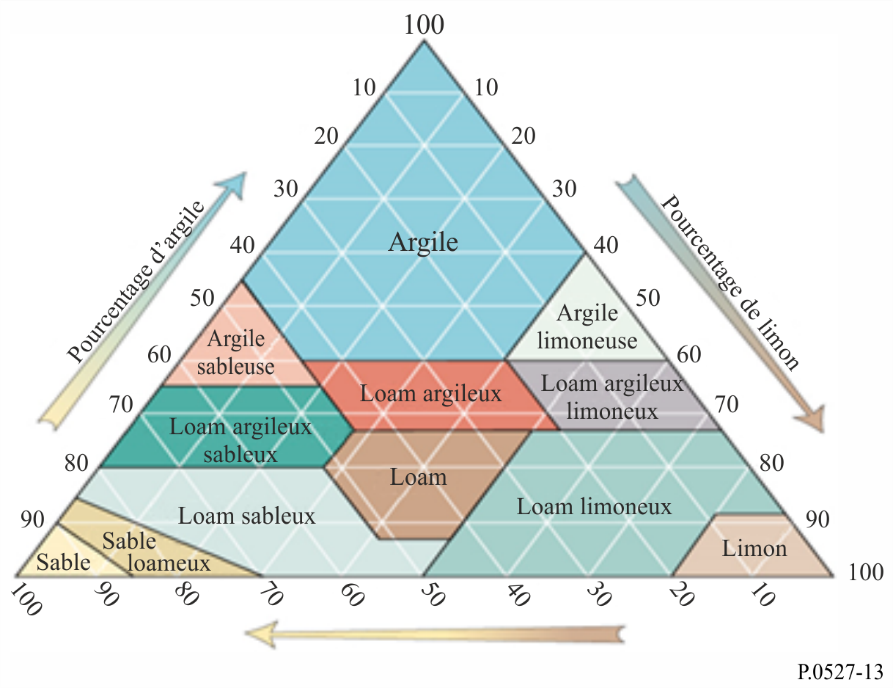 100
10 10
20 20
30 30
Pourcentage d'argile
Pourcentage de limon
Argile
40 40
50 50
Argile
limoneuse
Argile
sableuse
60 60
Loam argileux
Loam argileux
limoneux
70 70
Loam argileux
sableux
80 80
Loam
Loam limoneux
Loam sableux
90 90
Sable
loameux
Limon
Sable
100
100 90 80 70 60 50 40 30 20 10
P.0527-13